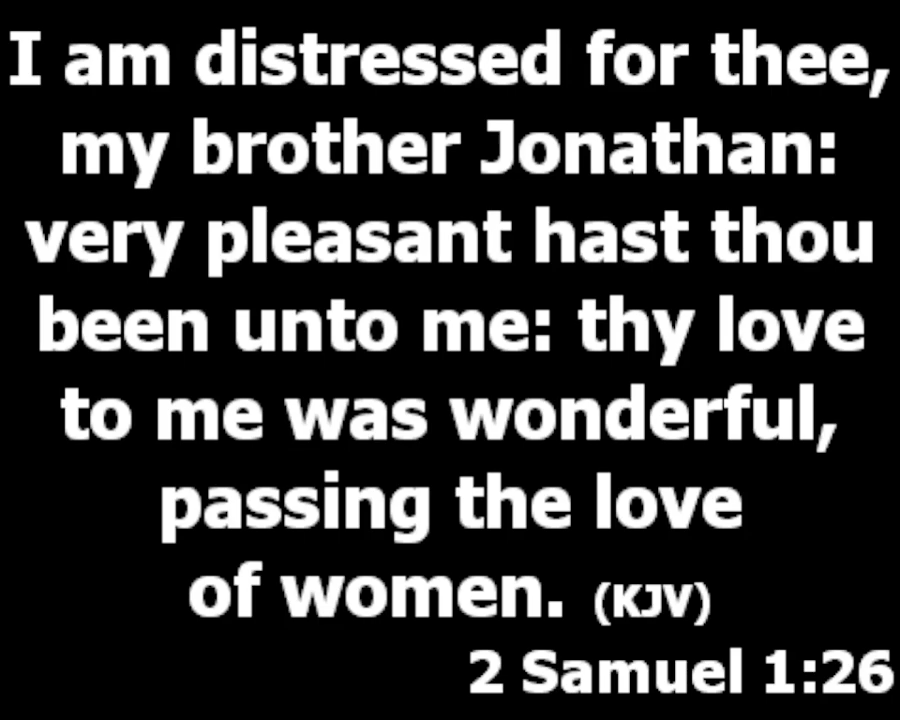 I am distressed for thee,
my brother Jonathan:
very pleasant hast thou
been unto me: thy love
to me was wonderful,
passing the love
of women. (KJV)
2 Samuel 1:26